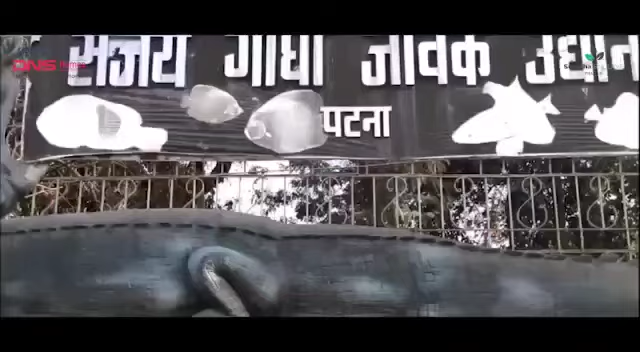 संजय गांधी जैविक उद्यान
पटना